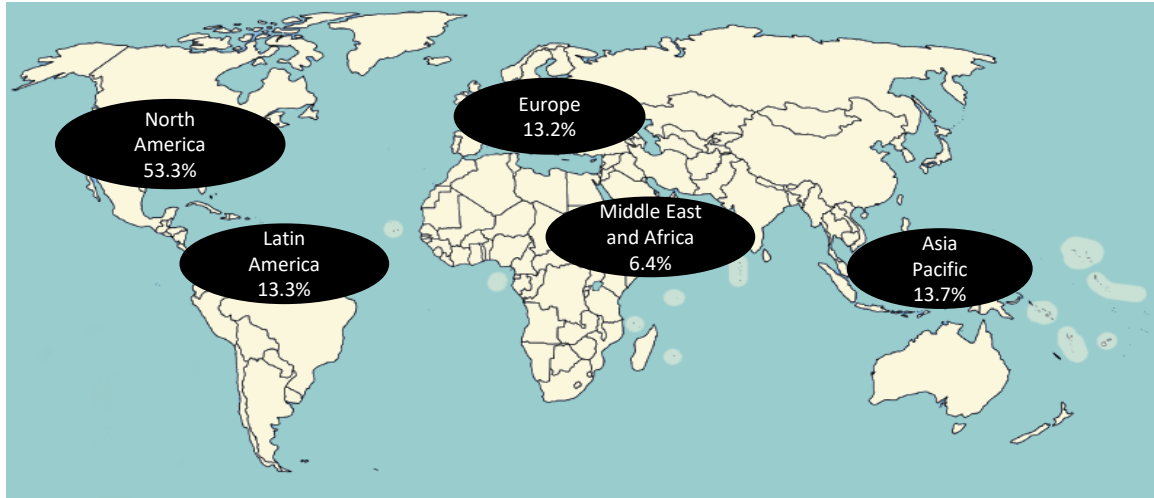 North
America
53.3%
Europe
13.2%
Latin
America
13.3%
Middle East
and Africa
6.4%
Asia
Pacific
13.7%